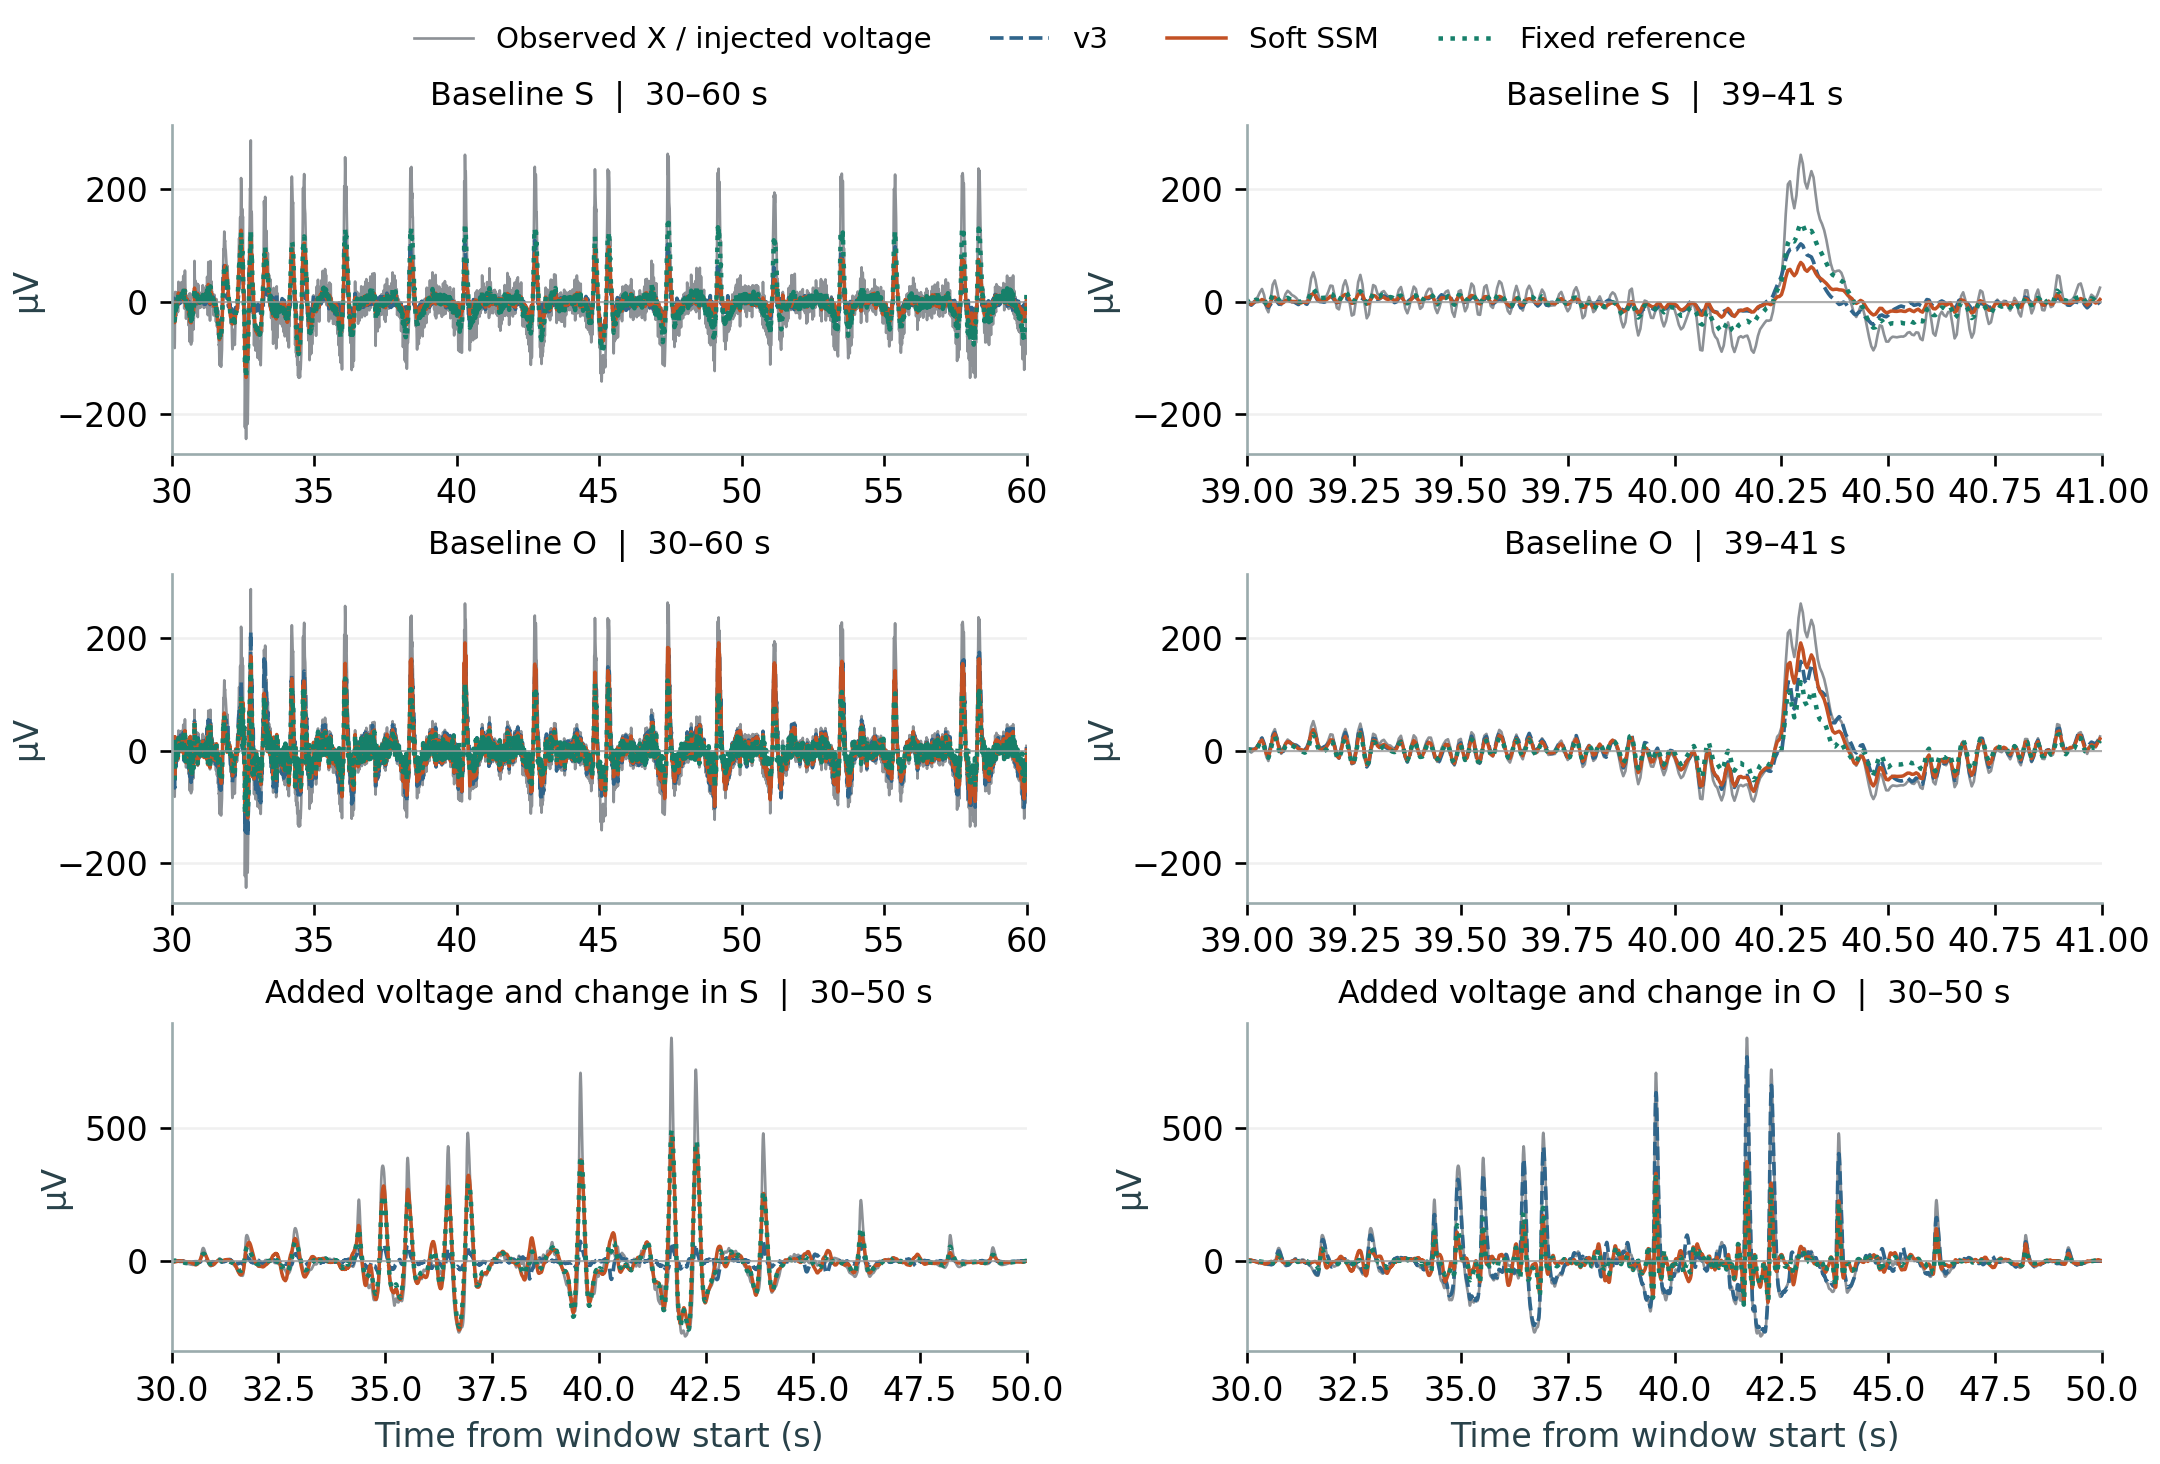 Observed X / injected voltage v3 Soft SSM Fixed reference
Baseline S | 30–60 s
µV
200
0
−200
30 35 40 45 50 55 60
Baseline S | 39–41 s
µV
200
0
−200
39.00 39.25 39.50 39.75 40.00 40.25 40.50 40.75 41.00
Baseline O | 30–60 s
µV
200
0
−200
30 35 40 45 50 55 60
Baseline O | 39–41 s
µV
200
0
−200
39.00 39.25 39.50 39.75 40.00 40.25 40.50 40.75 41.00
Added voltage and change in S | 30–50 s
µV
500
0
30.0 32.5 35.0 37.5 40.0 42.5 45.0 47.5 50.0
Time from window start (s)
Added voltage and change in O | 30–50 s
µV
500
0
30.0 32.5 35.0 37.5 40.0 42.5 45.0 47.5 50.0
Time from window start (s)